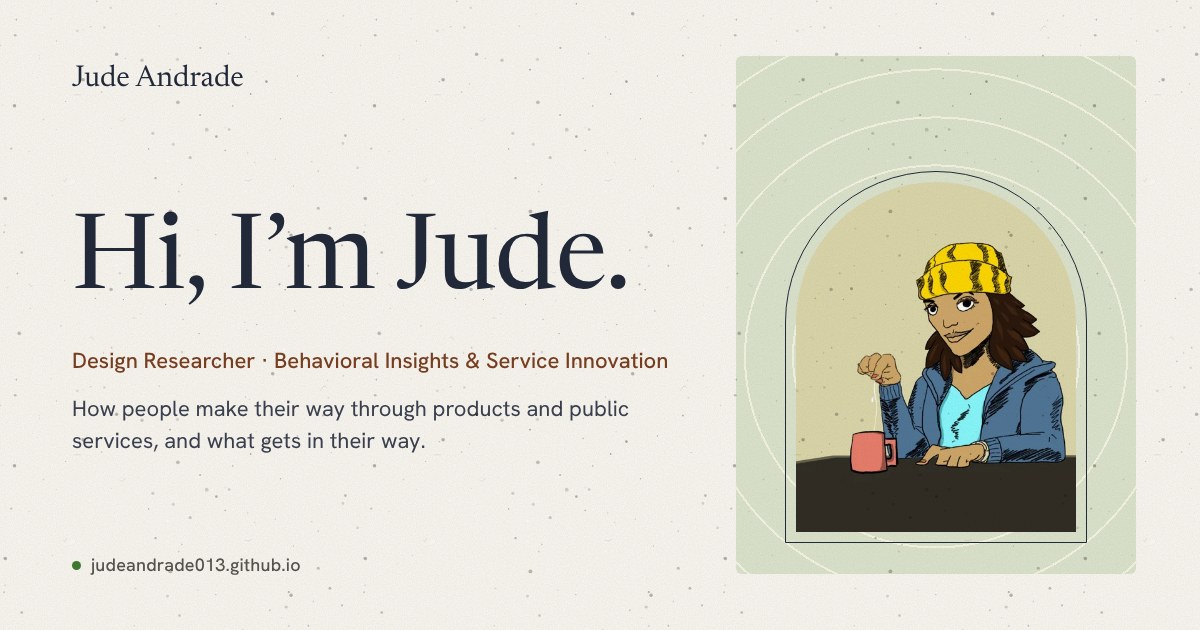 Jude Andrade
Hi, I’m Jude.
Design Researcher · Behavioral Insights & Service Innovation
How people make their way through products and public
services, and what gets in their way.
judeandrade013.github.io